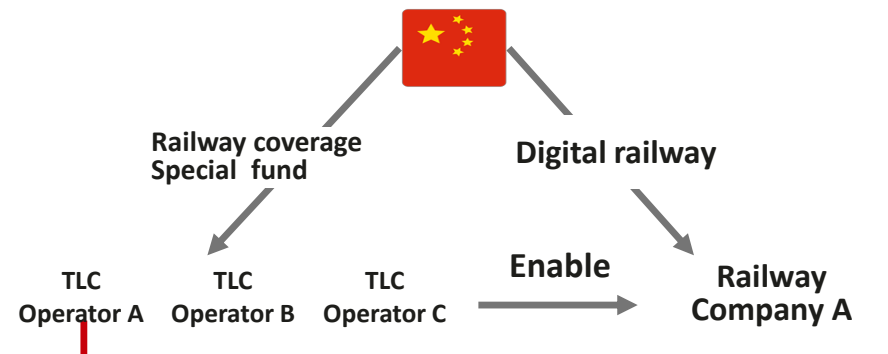 Railway coverage
Special fund
Digital railway
Enable
TLC
Operator A
TLC
Operator B
TLC
Operator C
Railway
Company A